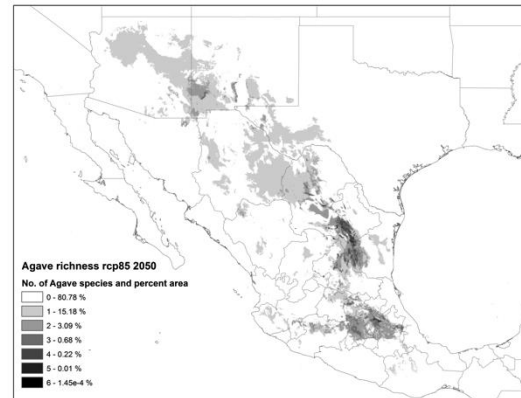 Agave richness rcp85 2050
No. of Agave species and percent area
0 - 80.78 %
1 - 15.18 %
2 - 3.09 %
3 - 0.68 %
4 - 0.22 %
5 - 0.01 %
6 - 1.45e-4 %